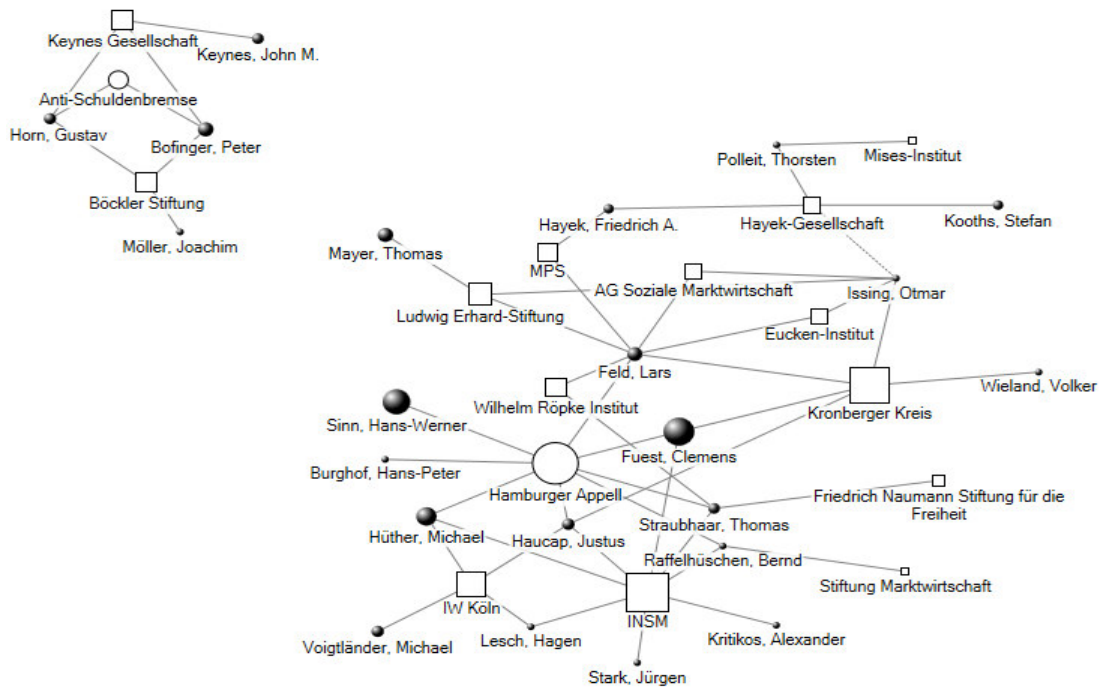 Keynes Gesellschaft
Keynes, John M.
Anti-Schuldenbremse
Horn, Gustav
Bofinger, Peter
Böckler Stiftung
Möller, Joachim
Polleit, Thorsten
Mises-Institut
Hayek, Friedrich A.
Hayek-Gesellschaft
Kooths, Stefan
Mayer, Thomas
MPS
AG Soziale Marktwirtschaft
Issing, Otmar
Ludwig Erhard-Stiftung
Eucken-Institut
Feld, Lars
Wieland, Volker
Wilhelm Röpke Institut
Kronberger Kreis
Sinn, Hans-Werner
Fuest, Clemens
Burghof, Hans-Peter
Hamburger Appell
Friedrich Naumann Stiftung für die
Freiheit
Straubhaar, Thomas
Hüther, Michael
Haucap, Justus
Raffelhüschen, Bernd
Stiftung Marktwirtschaft
IW Köln
INSM
Voigtländer, Michael
Lesch, Hagen
Kritikos, Alexander
Stark, Jürgen